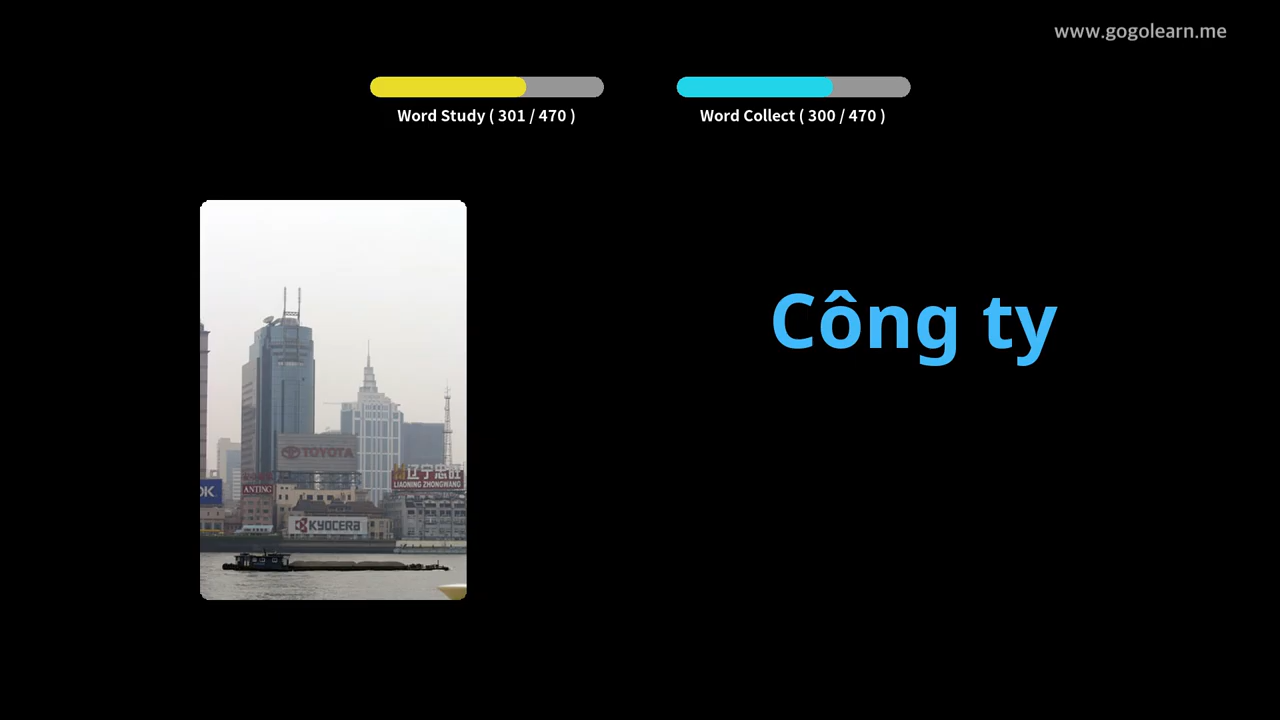 www.gogolearn.me
Word Study ( 301 / 470 )
Word Collect ( 300 / 470 )
Công ty
TOYOTA
辽宁忠旺
LIAONING ZHONGWANG
ANTING
KYOCERA